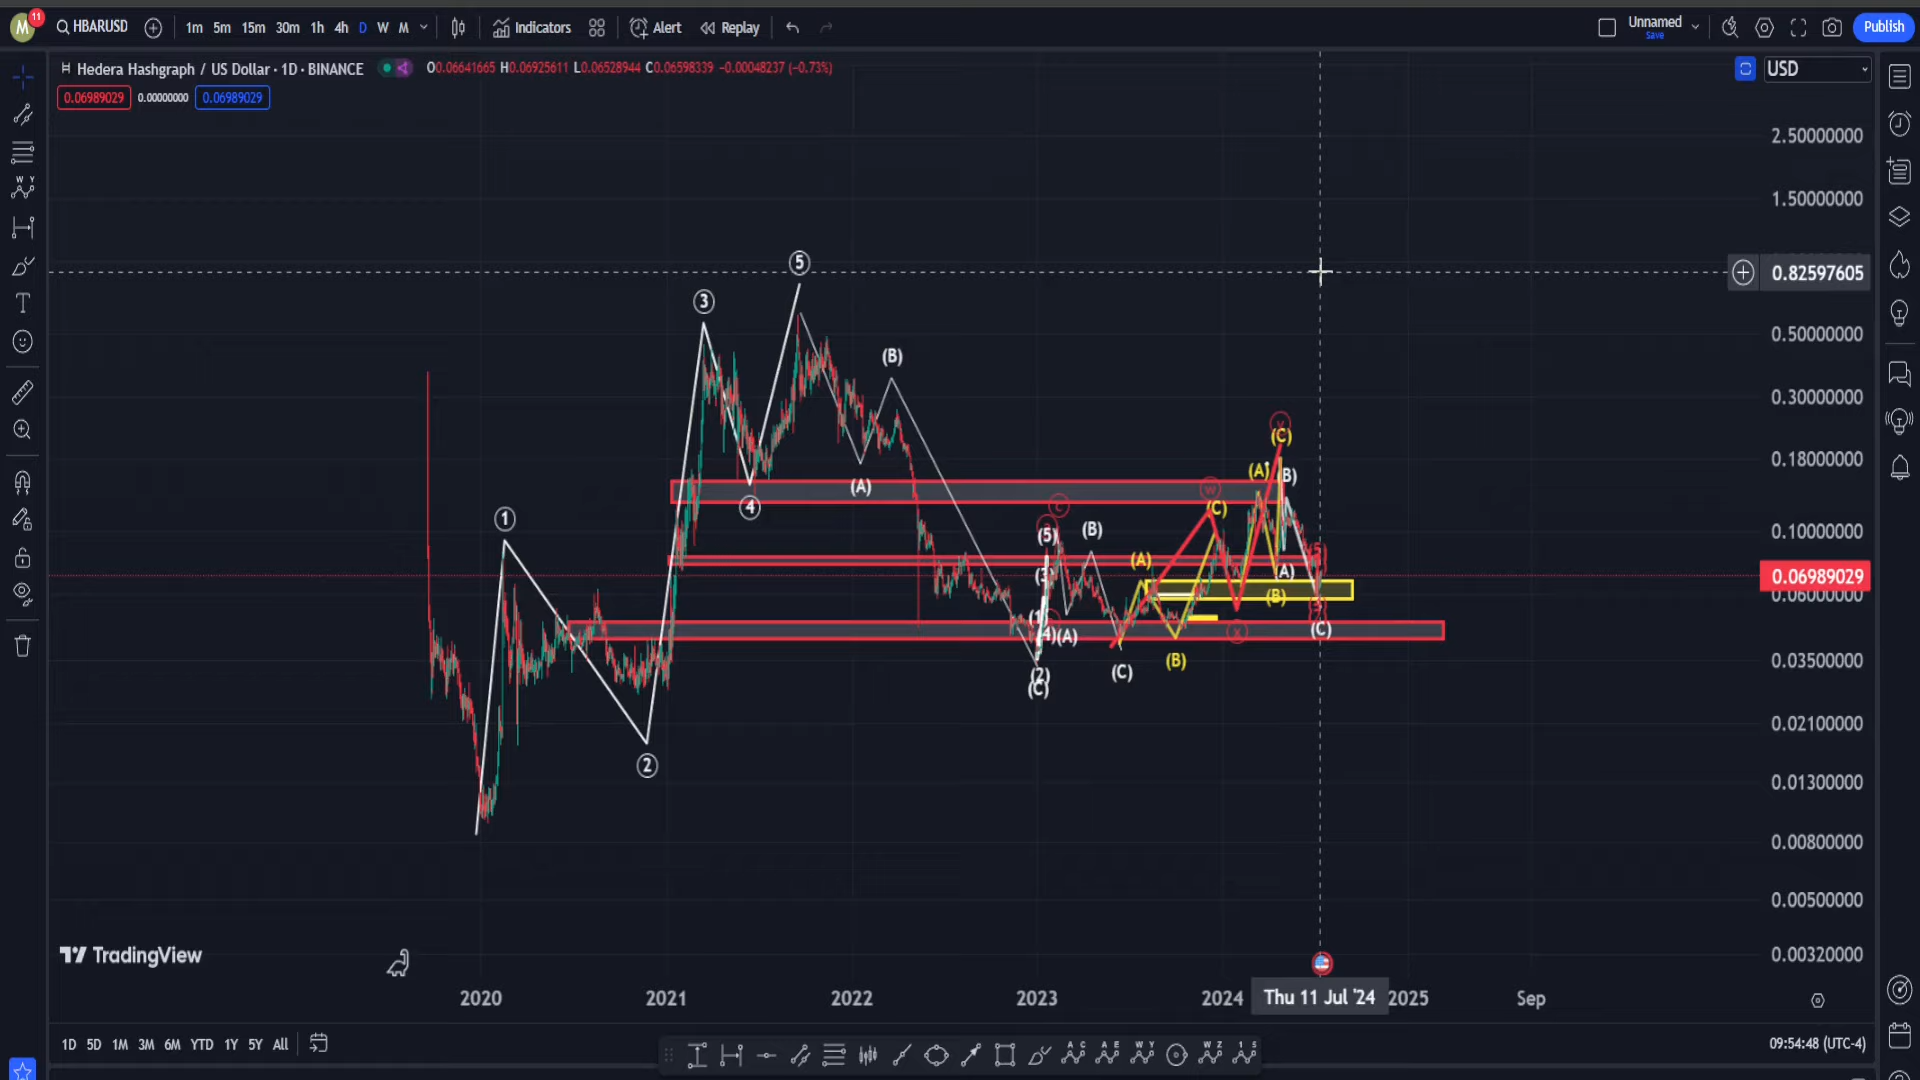 M 11 HBARUSD 1m 5m 15m 30m 1h 4h D W M Indicators Alert Replay Unnamed Save Publish
Hedera Hashgraph / US Dollar · 1D · BINANCE O0.06641665 H0.06925611 L0.06528944 C0.06598339 −0.00048237 (−0.73%) USD
0.06989029 0.00000000 0.06989029
2.50000000
1.50000000
5 0.82597605
3
0.50000000
(B)
0.30000000
(C)
0.18000000
(A) (B)
(A) w
4 c (C)
1
0.10000000
(5) (B)
(A)
(A)
0.06989029
0.06000000
(B)
(A) x (C)
0.03500000
(B)
(C)
(2)
(C)
0.02100000
2
0.01300000
0.00800000
0.00500000
TradingView 0.00320000
2020 2021 2022 2023 2024 Thu 11 Jul '24 2025 Sep
1D 5D 1M 3M 6M YTD 1Y 5Y All 09:54:48 (UTC-4)